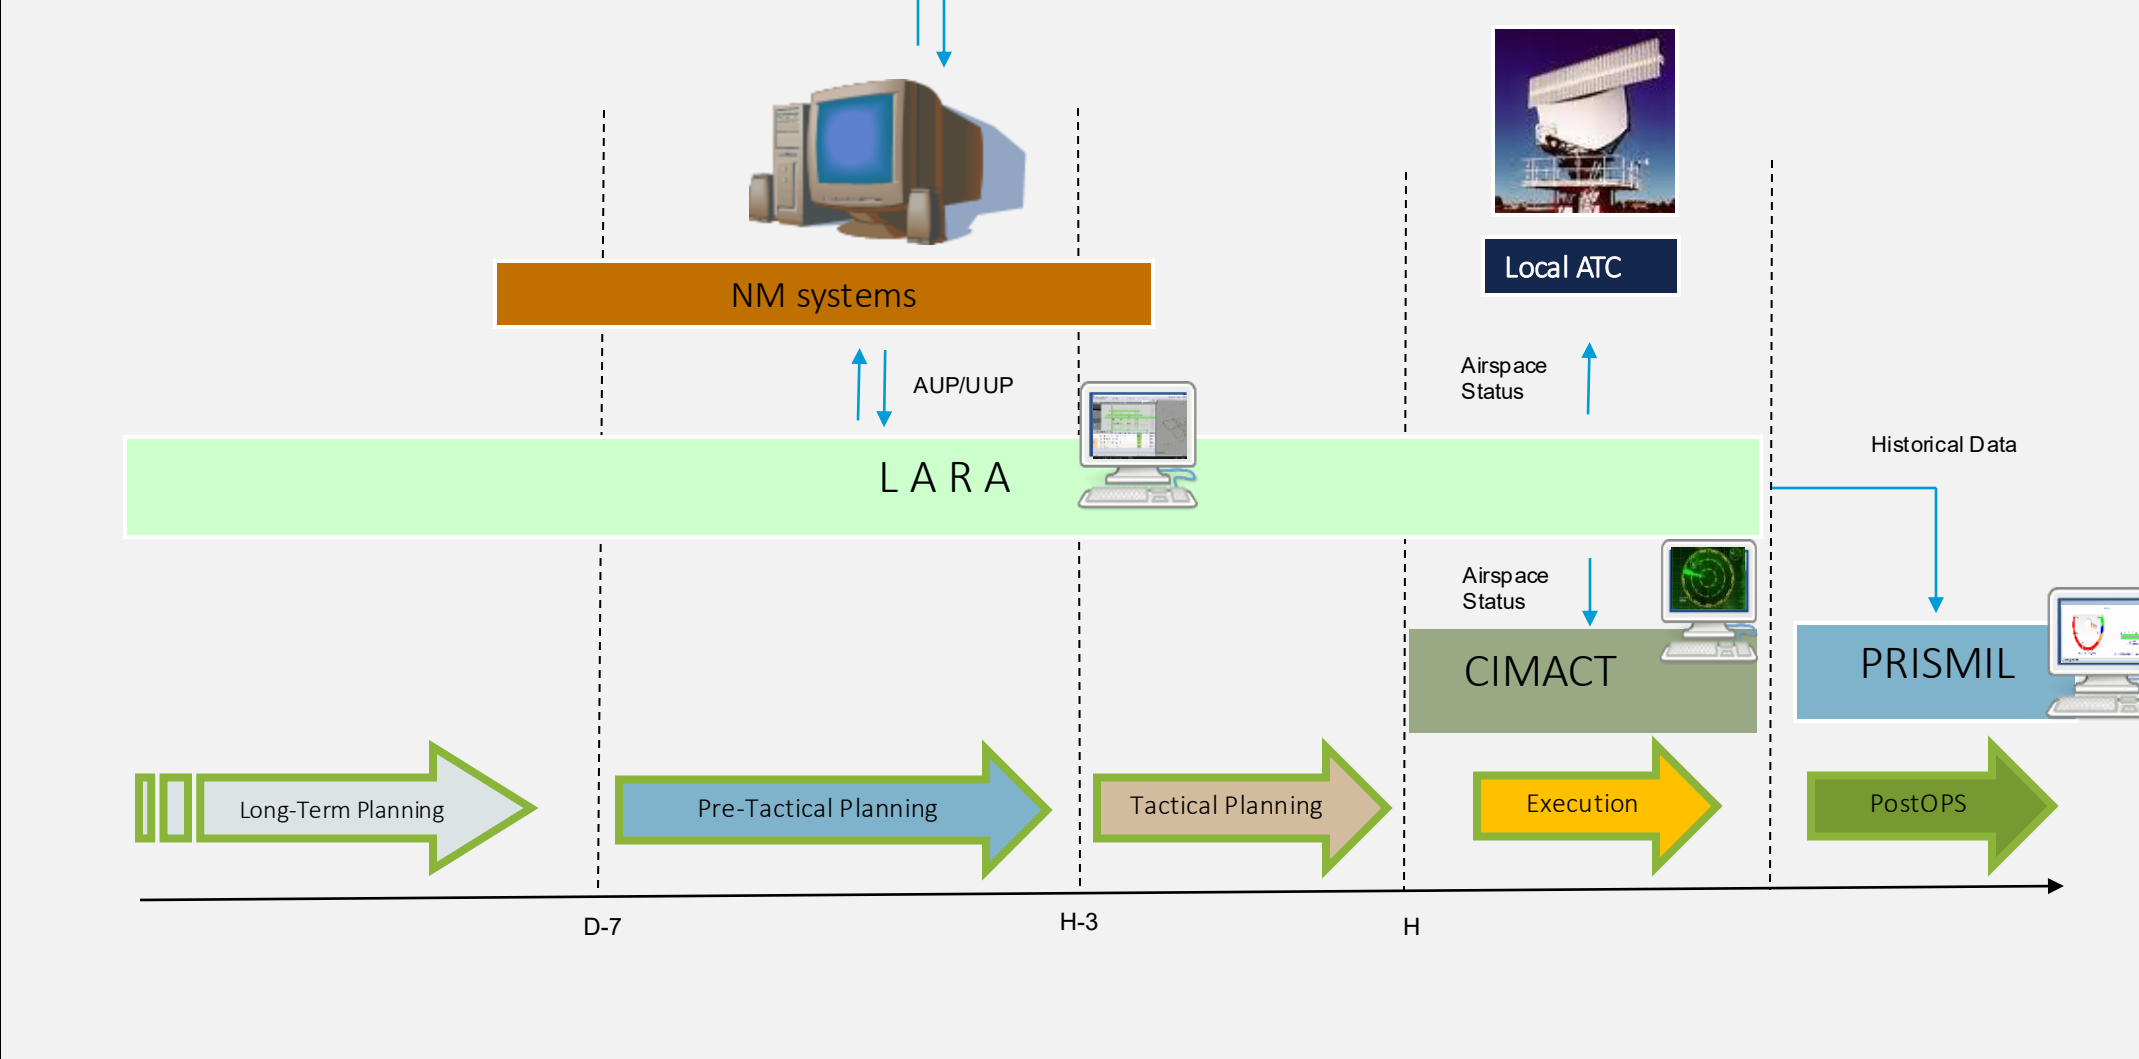 NM systems
Local ATC
AUP/UUP
Airspace
Status
Historical Data
L A R A
Airspace
Status
CIMACT
PRISMIL
Long-Term Planning
Pre-Tactical Planning
Tactical Planning
Execution
PostOPS
D-7
H-3
H